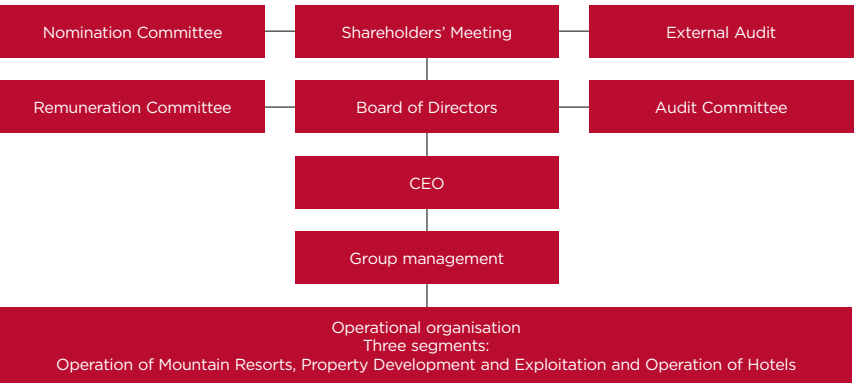 Nomination Committee
Shareholders’ Meeting
External Audit
Remuneration Committee
Board of Directors
Audit Committee
CEO
Group management
Operational organisation
Three segments:
Operation of Mountain Resorts, Property Development and Exploitation and Operation of Hotels